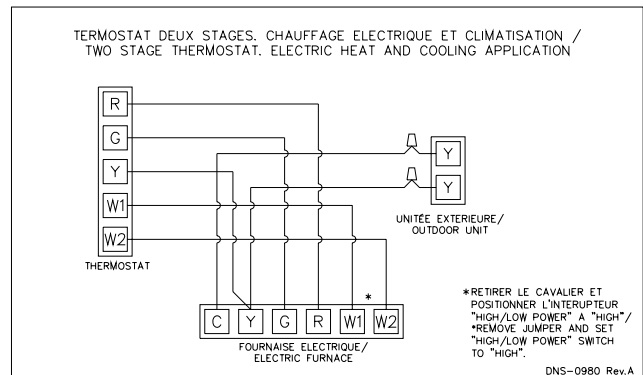 TERMOSTAT DEUX STAGES. CHAUFFAGE ELECTRIQUE ET CLIMATISATION /
TWO STAGE THERMOSTAT. ELECTRIC HEAT AND COOLING APPLICATION
R
G
Y
W1
W2
THERMOSTAT
Y
Y
UNITÉE EXTERIEURE/
OUTDOOR UNIT
*
C Y G R W1 W2
FOURNAISE ELECTRIQUE/
ELECTRIC FURNACE
*RETIRER LE CAVALIER ET
POSITIONNER L'INTERUPTEUR
"HIGH/LOW POWER" A "HIGH"/
*REMOVE JUMPER AND SET
"HIGH/LOW POWER" SWITCH
TO "HIGH".
DNS-0980 Rev.A